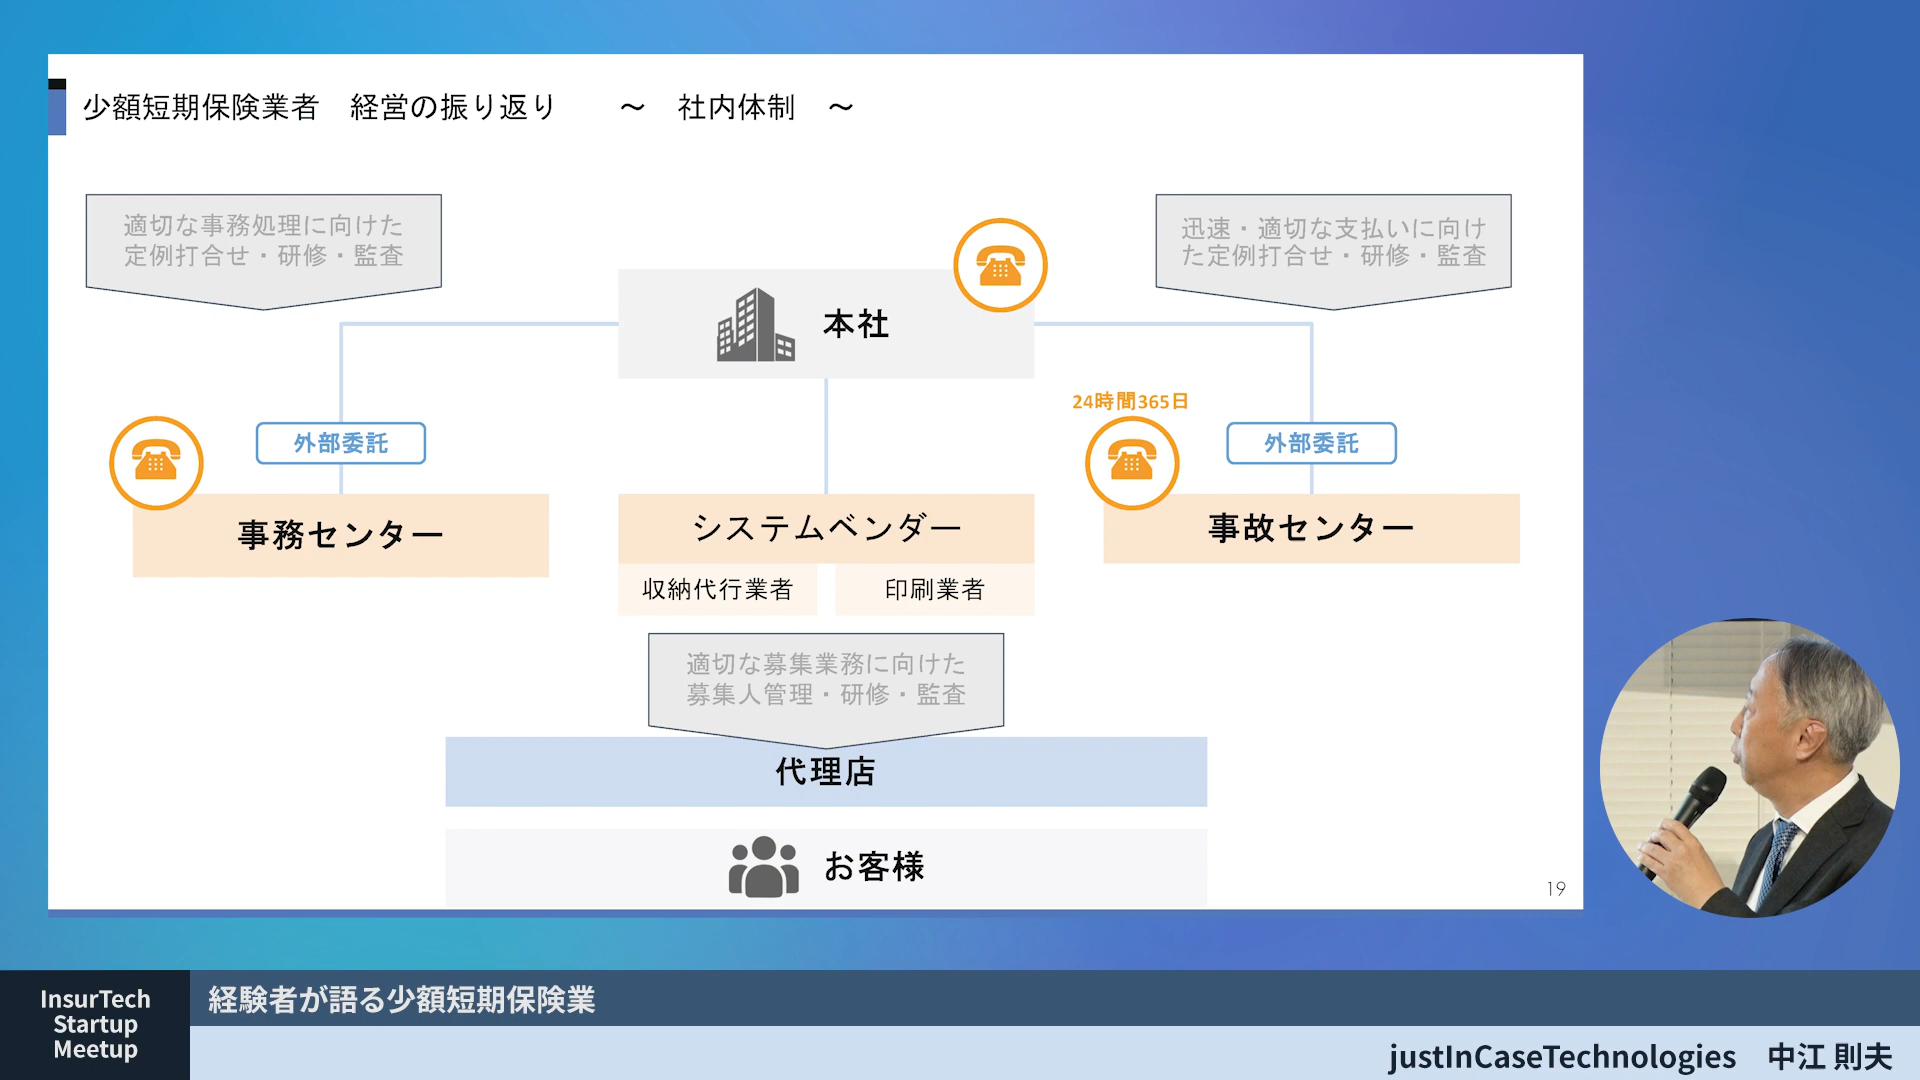 少額短期保険業者 経営の振り返り ～ 社内体制 ～
適切な事務処理に向けた
定例打合せ・研修・監査
迅速・適切な支払いに向け
た定例打合せ・研修・監査
本社
24時間365日
外部委託
外部委託
事務センター
システムベンダー
事故センター
収納代行業者
印刷業者
適切な募集業務に向けた
募集人管理・研修・監査
代理店
お客様
19
InsurTech
Startup
Meetup
経験者が語る少額短期保険業
justInCaseTechnologies 中江 則夫